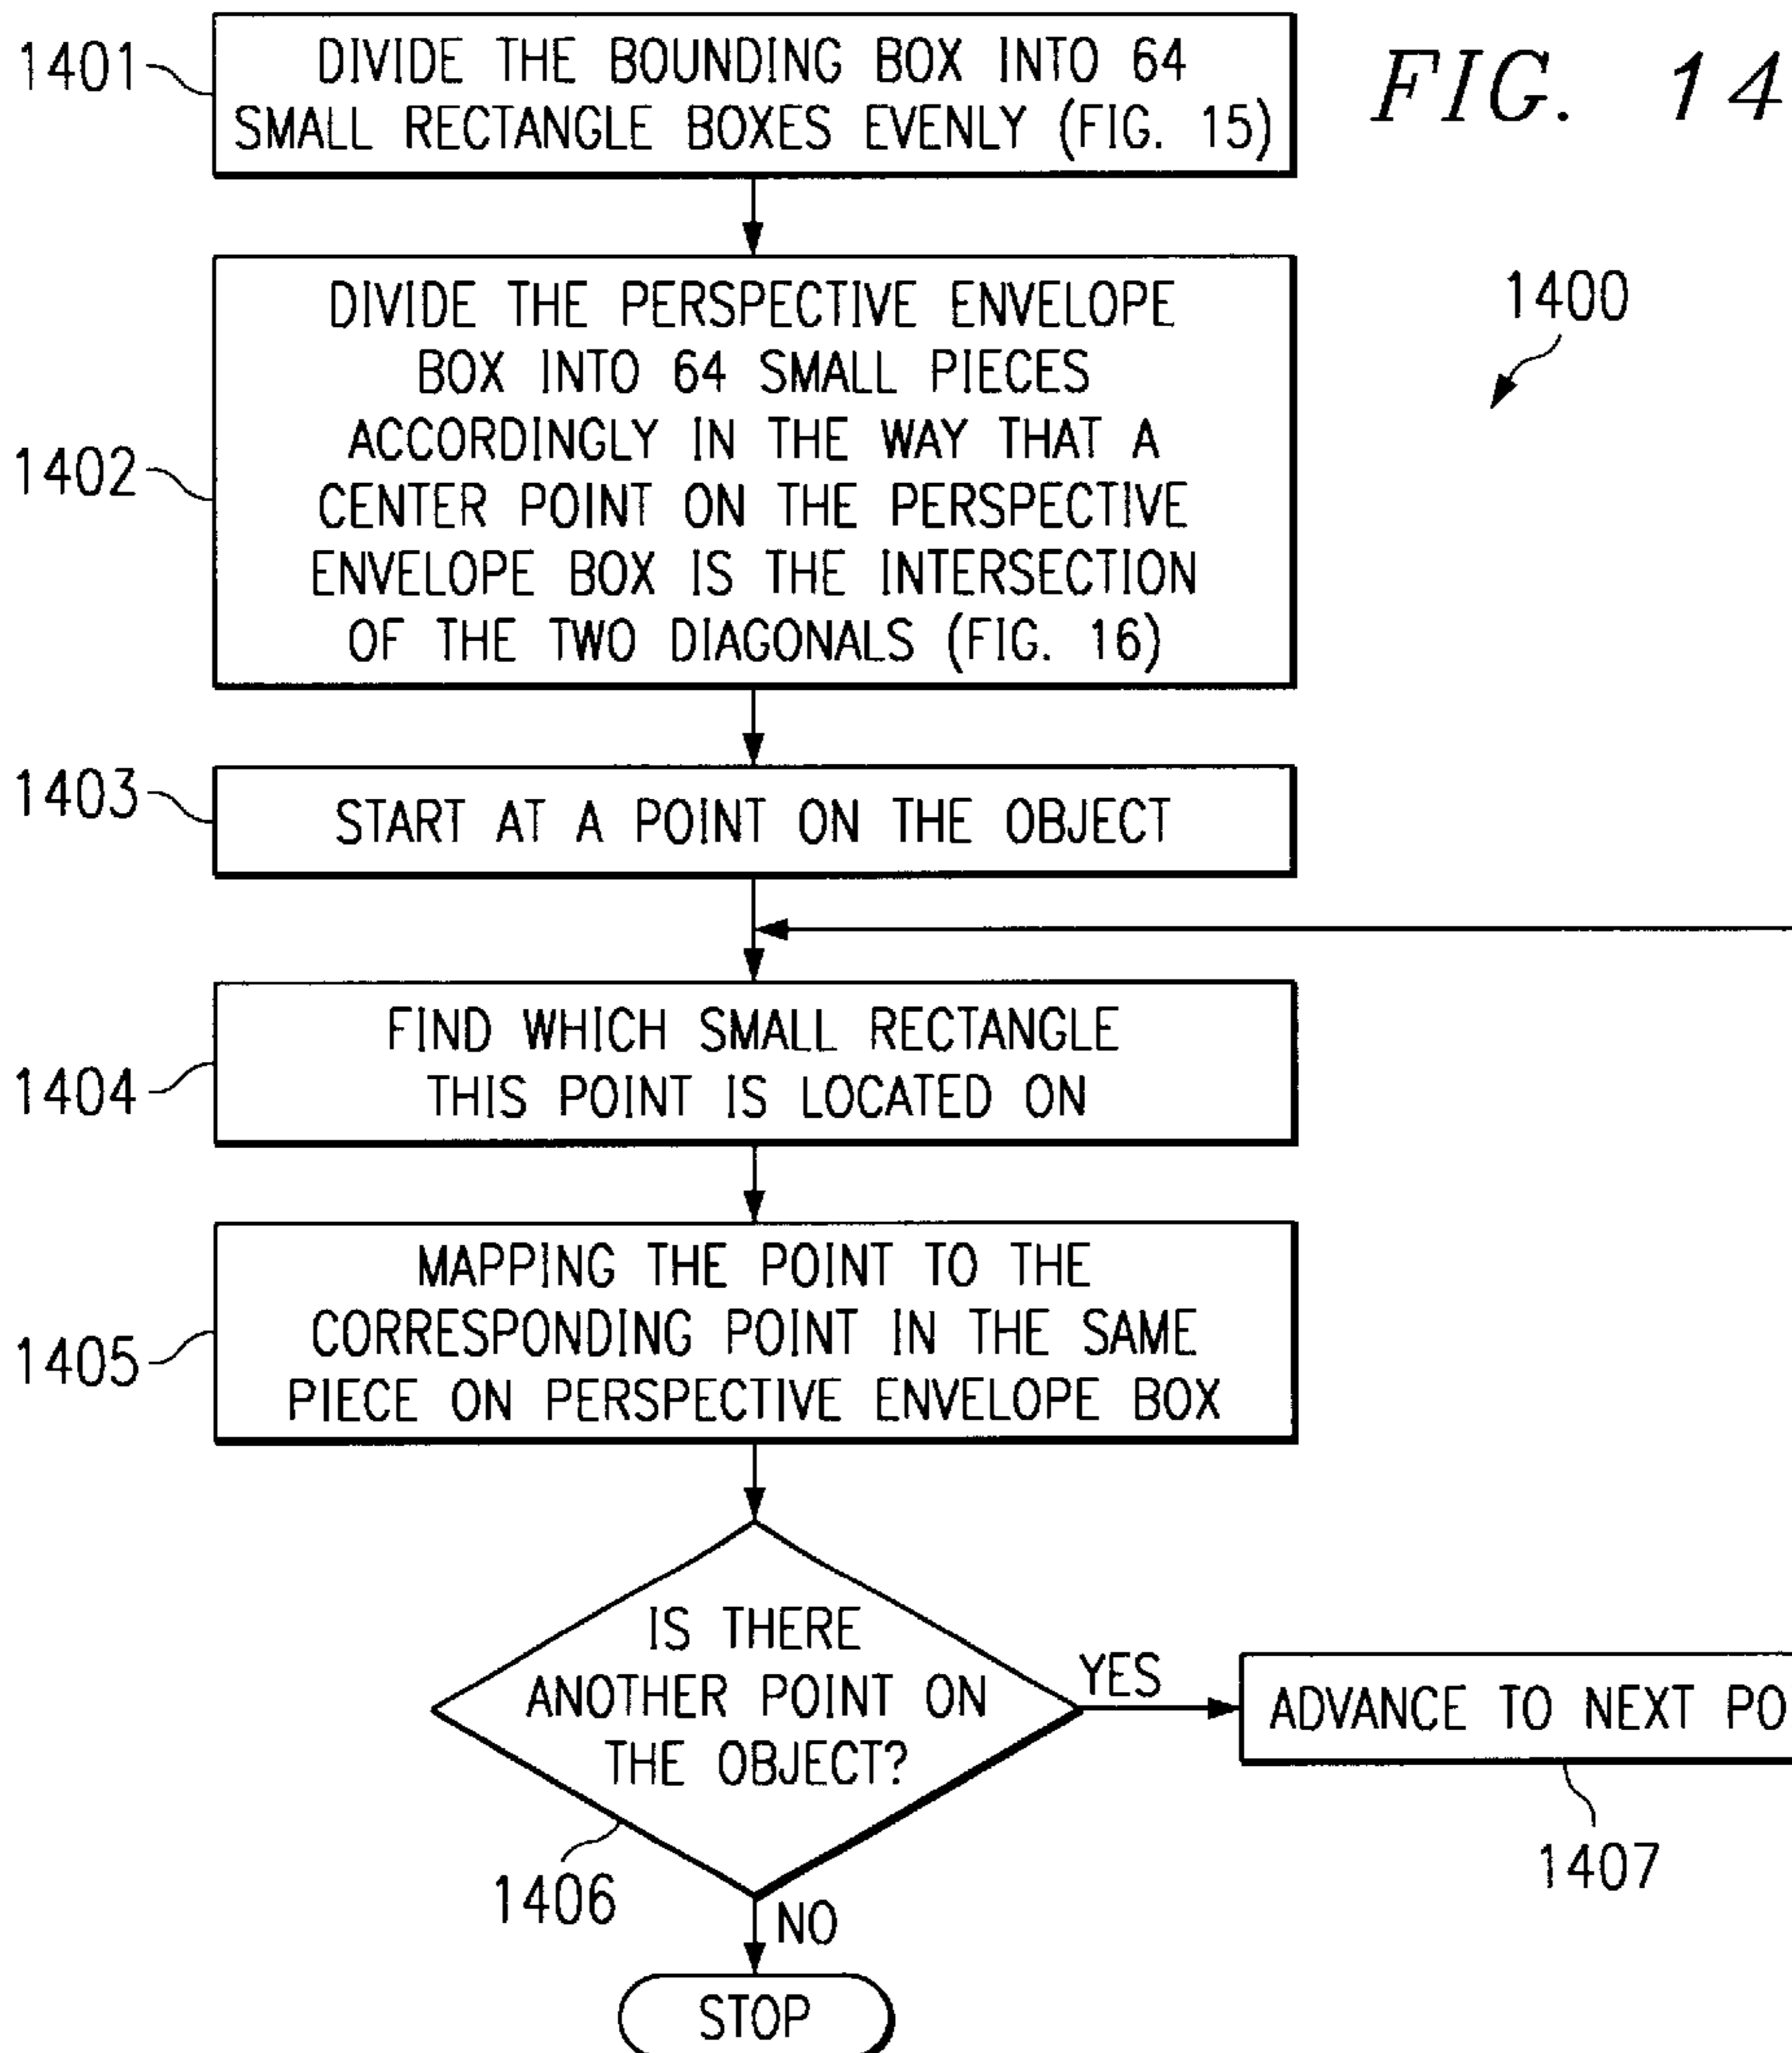 FIG. 14
1400
1401
DIVIDE THE BOUNDING BOX INTO 64
SMALL RECTANGLE BOXES EVENLY (FIG. 15)
1402
DIVIDE THE PERSPECTIVE ENVELOPE
BOX INTO 64 SMALL PIECES
ACCORDINGLY IN THE WAY THAT A
CENTER POINT ON THE PERSPECTIVE
ENVELOPE BOX IS THE INTERSECTION
OF THE TWO DIAGONALS (FIG. 16)
1403
START AT A POINT ON THE OBJECT
1404
FIND WHICH SMALL RECTANGLE
THIS POINT IS LOCATED ON
1405
MAPPING THE POINT TO THE
CORRESPONDING POINT IN THE SAME
PIECE ON PERSPECTIVE ENVELOPE BOX
IS THERE
ANOTHER POINT ON
THE OBJECT?
1406
YES
ADVANCE TO NEXT PO
1407
NO
STOP